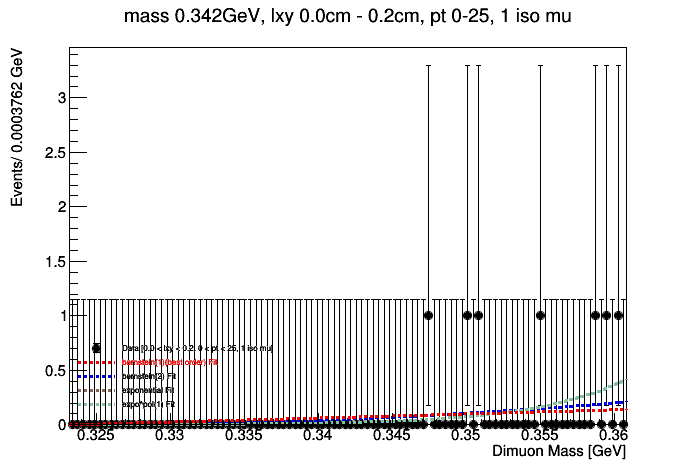 mass 0.342GeV, lxy 0.0cm - 0.2cm, pt 0-25, 1 iso mu
Events/ 0.0003762 GeV
3
2.5
2
1.5
1
0.5
0
Data [0.0 < lxy < 0.2, 0 < pt < 25, 1 iso mu]
bernstein[1](best order) Fit
bernstein[2] Fit
exponential Fit
expo*pol(1) Fit
0.325 0.33 0.335 0.34 0.345 0.35 0.355 0.36
Dimuon Mass [GeV]